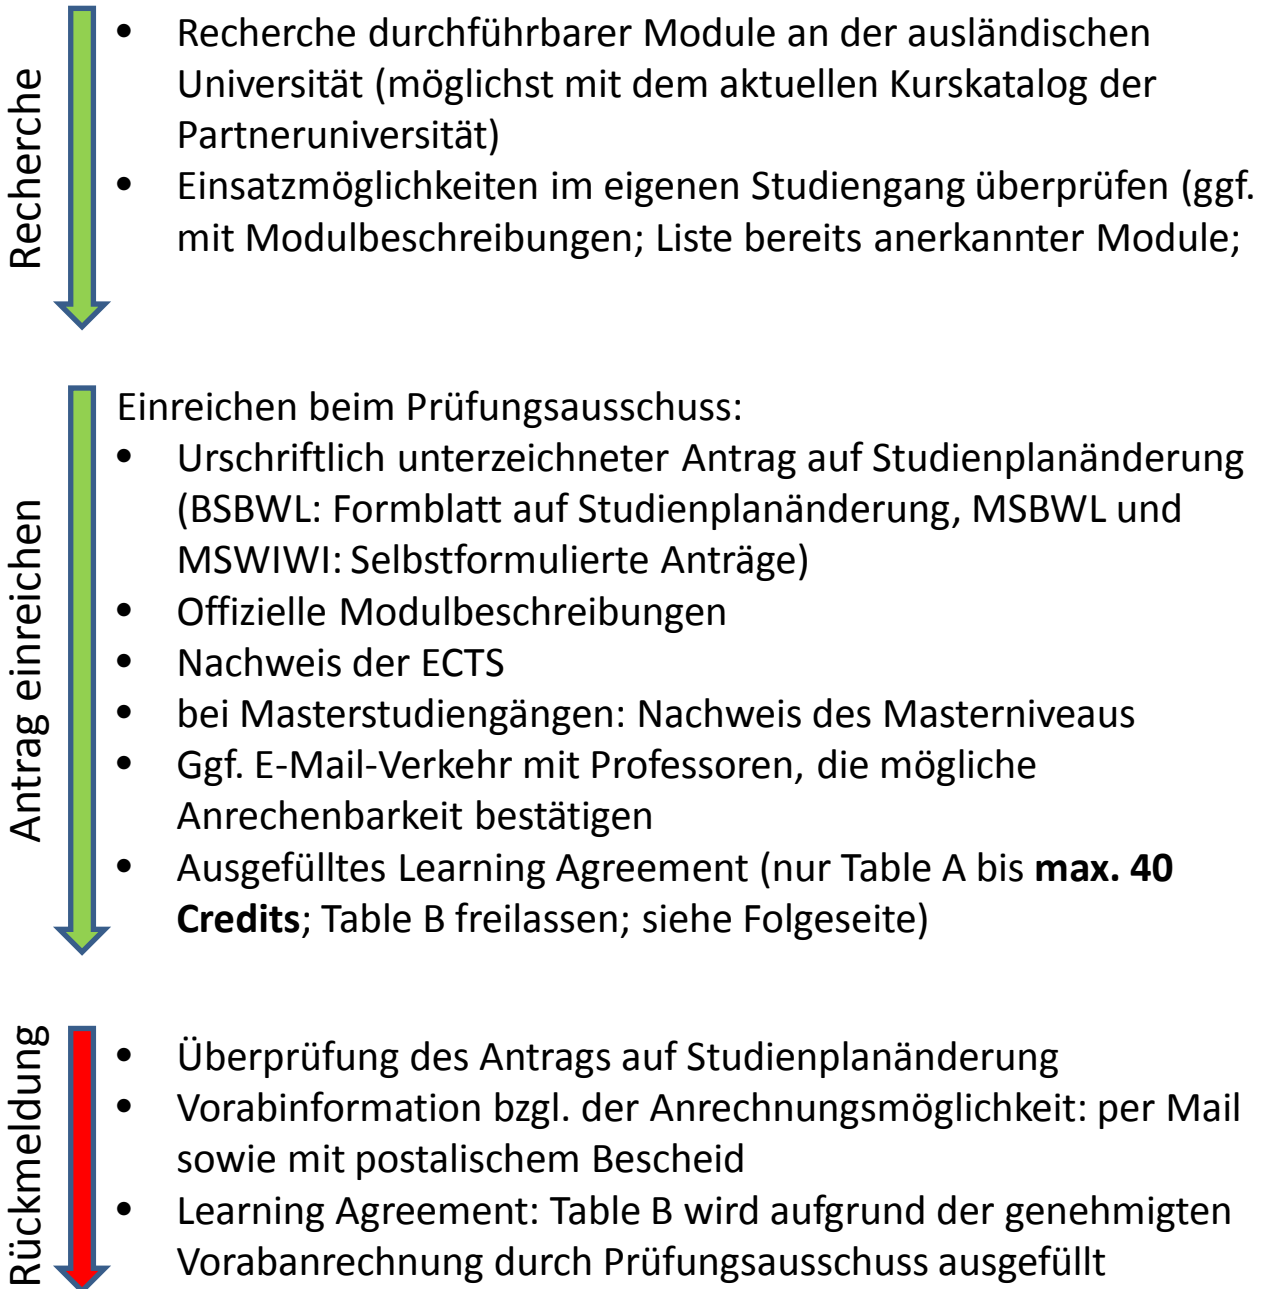 Recherche
• Recherche durchführbarer Module an der ausländischen
Universität (möglichst mit dem aktuellen Kurskatalog der
Partneruniversität)
• Einsatzmöglichkeiten im eigenen Studiengang überprüfen (ggf.
mit Modulbeschreibungen; Liste bereits anerkannter Module;
Antrag einreichen
Einreichen beim Prüfungsausschuss:
• Urschriftlich unterzeichneter Antrag auf Studienplanänderung
(BSBWL: Formblatt auf Studienplanänderung, MSBWL und
MSWIWI: Selbstformulierte Anträge)
• Offizielle Modulbeschreibungen
• Nachweis der ECTS
• bei Masterstudiengängen: Nachweis des Masterniveaus
• Ggf. E-Mail-Verkehr mit Professoren, die mögliche
Anrechenbarkeit bestätigen
• Ausgefülltes Learning Agreement (nur Table A bis max. 40
Credits; Table B freilassen; siehe Folgeseite)
Rückmeldung
• Überprüfung des Antrags auf Studienplanänderung
• Vorabinformation bzgl. der Anrechnungsmöglichkeit: per Mail
sowie mit postalischem Bescheid
• Learning Agreement: Table B wird aufgrund der genehmigten
Vorabanrechnung durch Prüfungsausschuss ausgefüllt